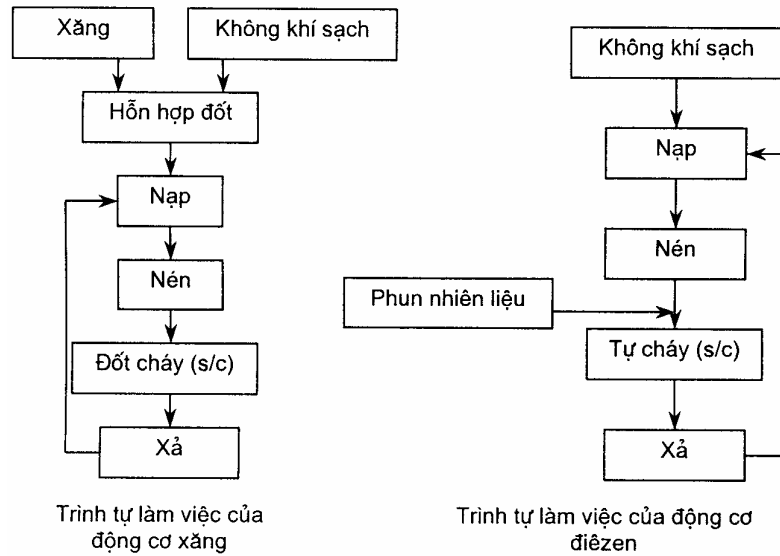 Xăng
Không khí sạch
Hỗn hợp đốt
Nạp
Nén
Đốt cháy (s/c)
Xả
Trình tự làm việc của
động cơ xăng
Không khí sạch
Nạp
Nén
Phun nhiên liệu
Tự cháy (s/c)
Xả
Trình tự làm việc của động cơ
điêzen